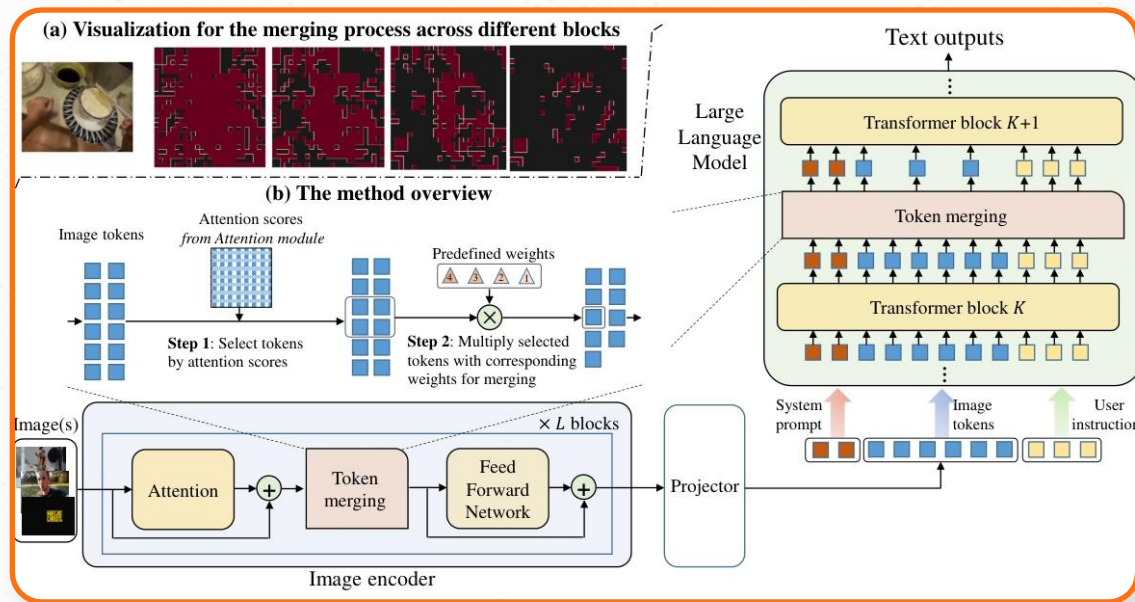 (a) Visualization for the merging process across different blocks
(b) The method overview
Image tokens
Attention scores
from Attention module
Predefined weights
4 3 2 1
Step 1: Select tokens
by attention scores
Step 2: Multiply selected
tokens with corresponding
weights for merging
Image(s)
× L blocks
Attention
+
Token
merging
Feed
Forward
Network
+
Image encoder
Projector
Text outputs
Large
Language
Model
Transformer block K+1
Token merging
Transformer block K
System
prompt
Image
tokens
User
instruction